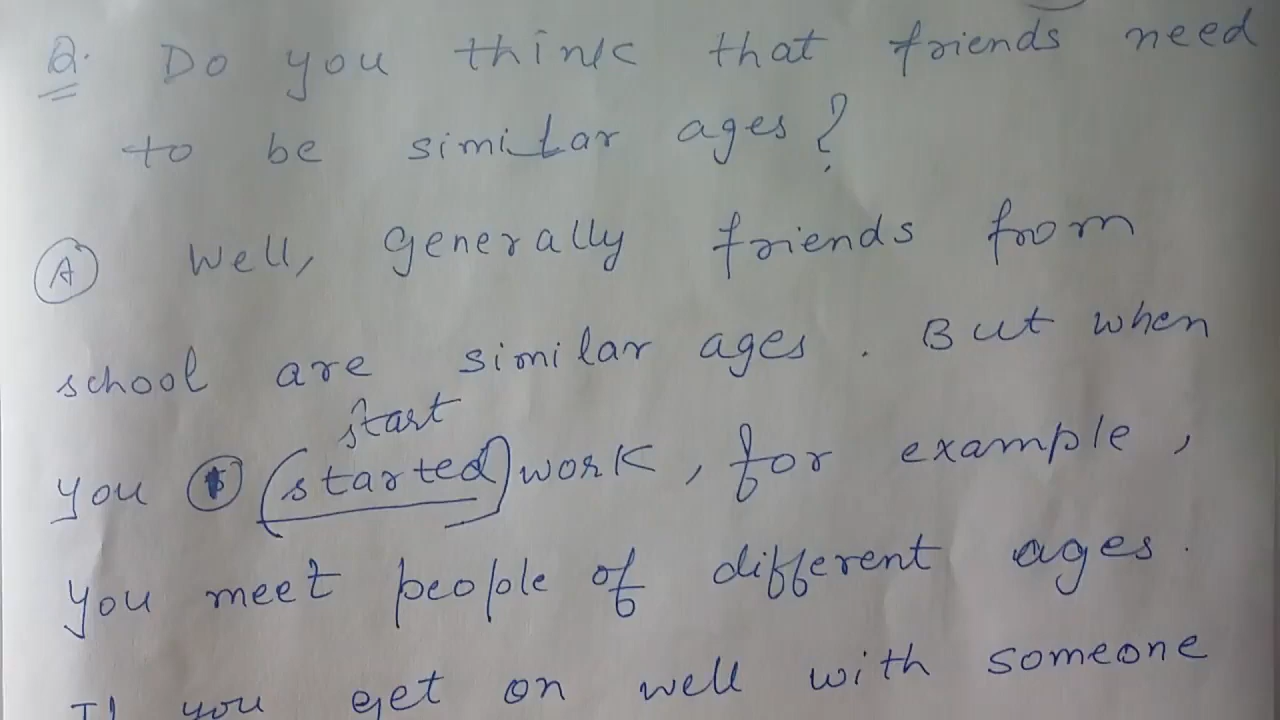 Q. Do you think that friends need
to be similar ages?
A Well, generally friends from
school are similar ages. But when
start
you (started) work, for example,
you meet people of different ages.
If you get on well with someone